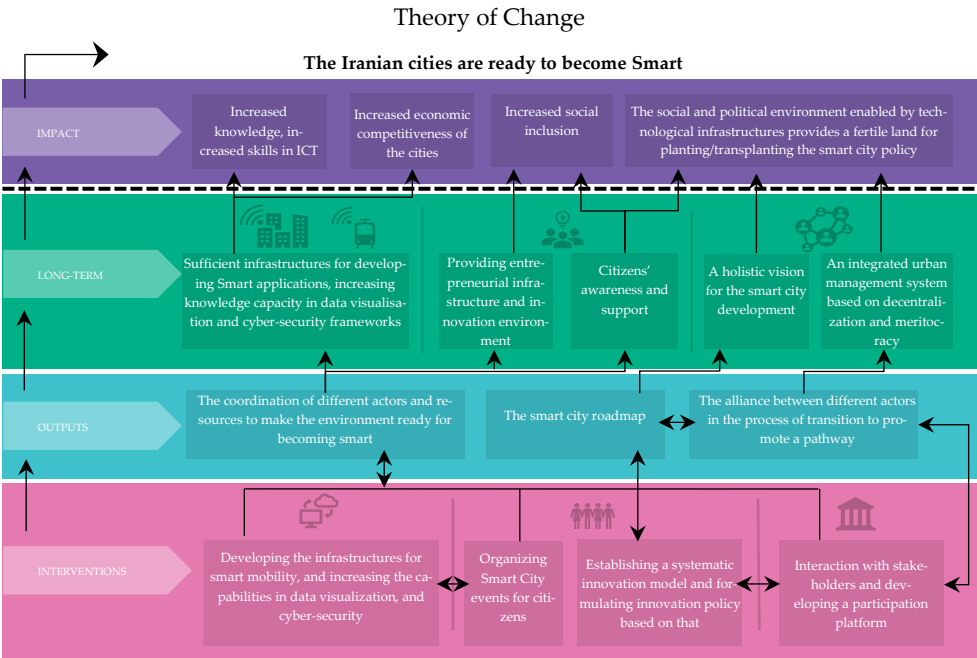 Theory of Change
The Iranian cities are ready to become Smart
IMPACT
Increased
knowledge, in-
creased skills in ICT
Increased economic
competitiveness of
the cities
Increased social
inclusion
The social and political environment enabled by tech-
nological infrastructures provides a fertile land for
planting/transplanting the smart city policy
LONG-TERM
Sufficient infrastructures for develop-
ing Smart applications, increasing
knowledge capacity in data visualisa-
tion and cyber-security frameworks
Providing entre-
preneurial infra-
structure and in-
novation environ-
ment
Citizens’
awareness and
support
A holistic vision
for the smart city
development
An integrated urban
management system
based on decentrali-
zation and meritoc-
racy
OUTPUTS
The coordination of different actors and re-
sources to make the environment ready for
becoming smart
The smart city roadmap
The alliance between different actors
in the process of transition to pro-
mote a pathway
INTERVENTIONS
Developing the infrastructures for
smart mobility, and increasing the ca-
pabilities in data visualization, and
cyber-security
Organizing
Smart City
events for citi-
zens
Establishing a systematic
innovation model and for-
mulating innovation policy
based on that
Interaction with stake-
holders and dev-
eloping a participation
platform